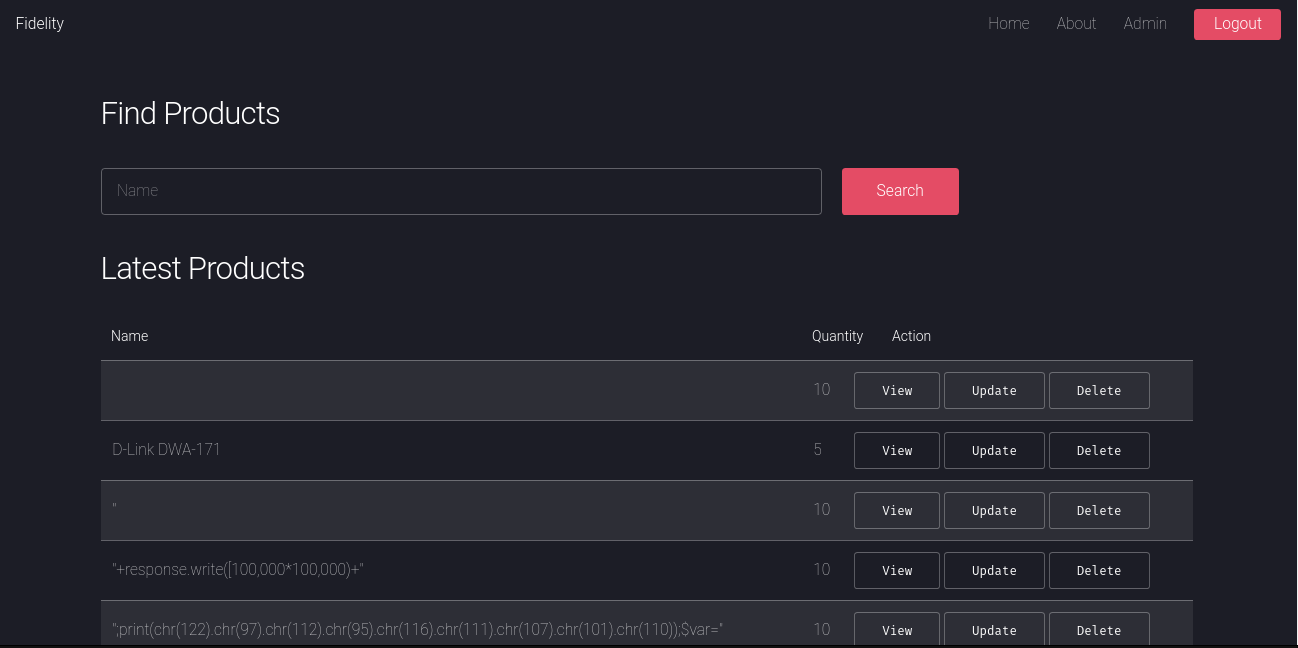 Fidelity Home About Admin Logout
Find Products
Name Search
Latest Products
Name Quantity Action
10 View Update Delete
D-Link DWA-171 5 View Update Delete
" 10 View Update Delete
"+response.write([100,000*100,000)+" 10 View Update Delete
";print(chr(122).chr(97).chr(112).chr(95).chr(116).chr(111).chr(107).chr(101).chr(110));$var=" 10 View Update Delete